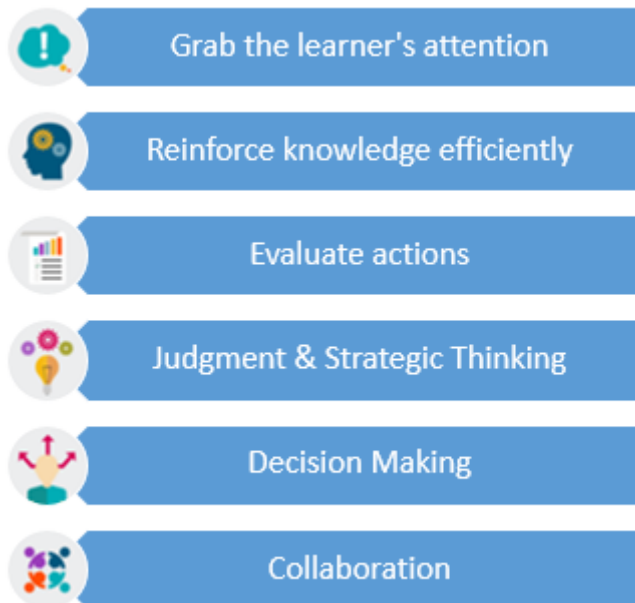 Grab the learner's attention
Reinforce knowledge efficiently
Evaluate actions
Judgment & Strategic Thinking
Decision Making
Collaboration